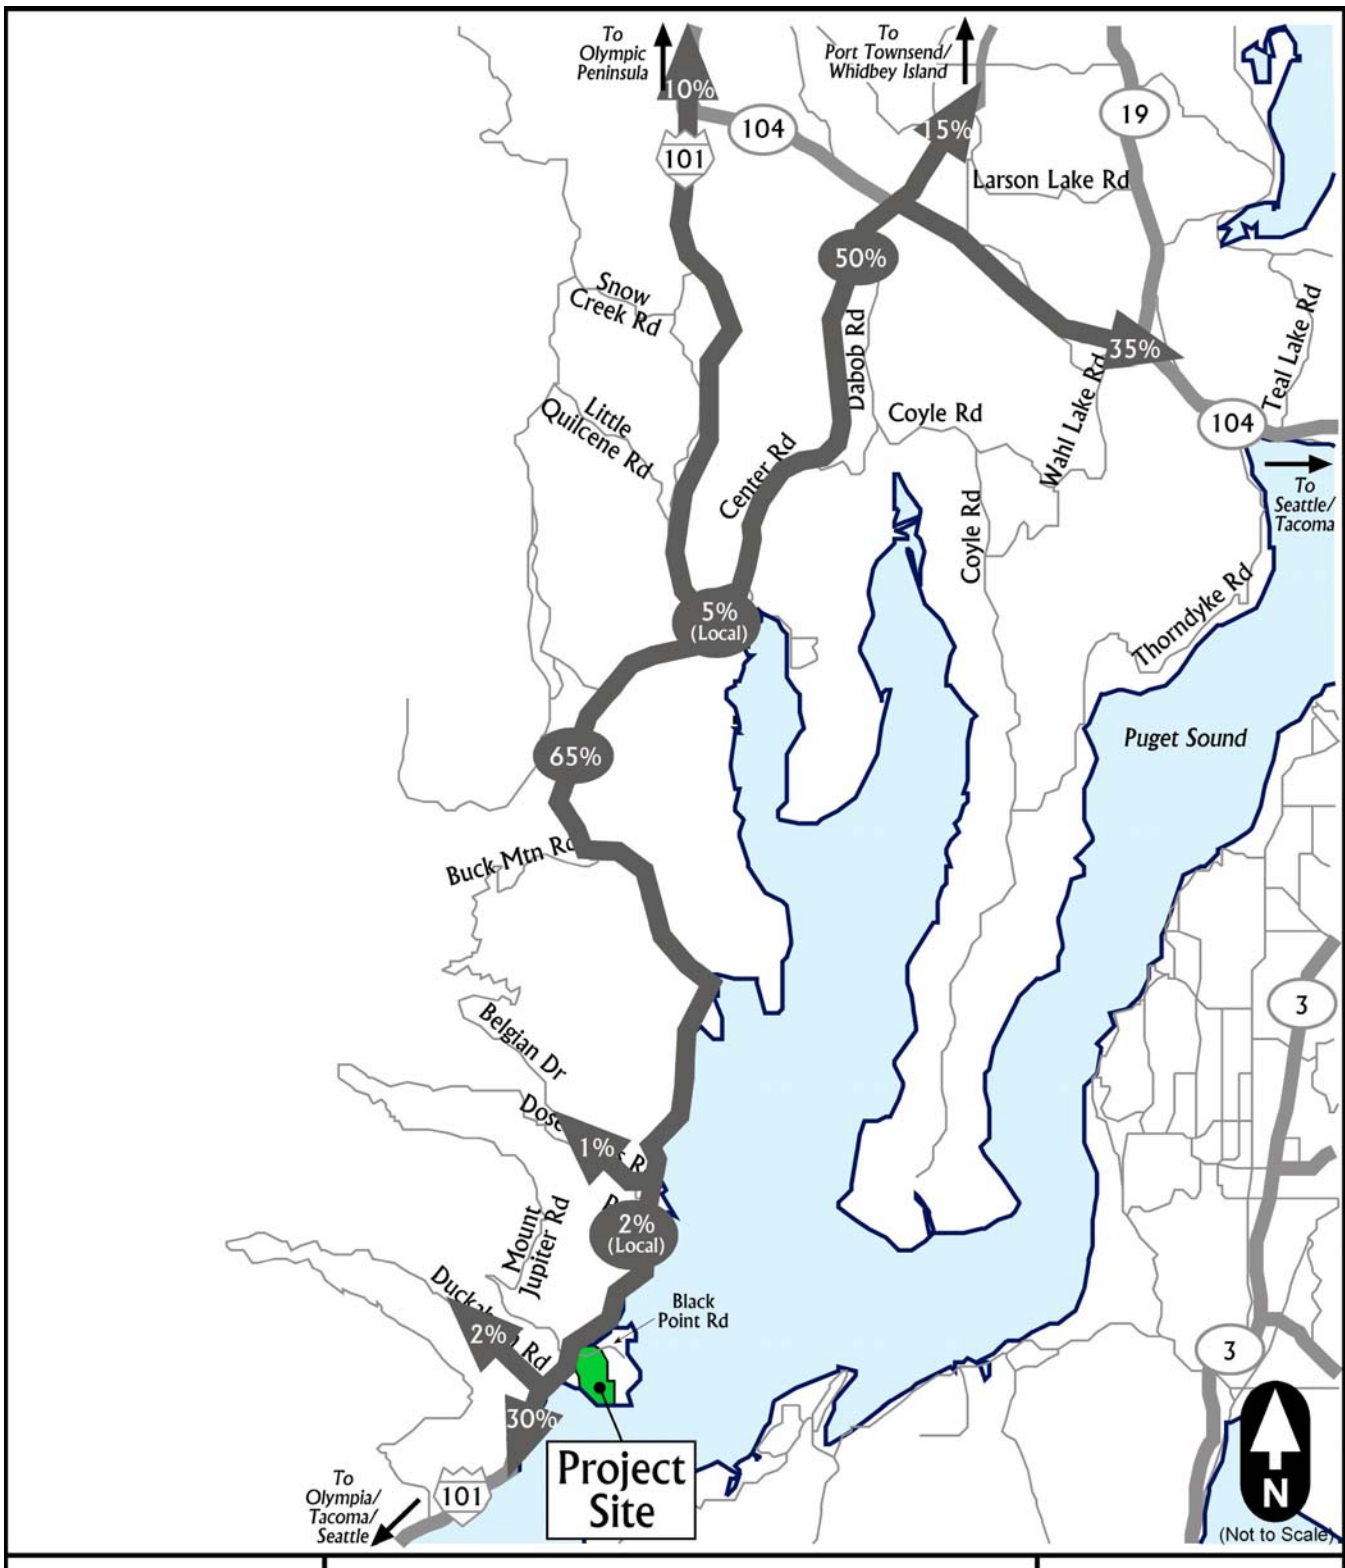 To
Olympic
Peninsula
To
Port Townsend/
Whidbey Island
10%
104
19
15%
101
Larson Lake Rd
50%
Snow
Creek Rd
Dabob Rd
35%
Teal Lake Rd
Wahl Lake Rd
Little
Quilcene Rd
Coyle Rd
104
Center Rd
To
Seattle/
Tacoma
Coyle Rd
Thorndyke Rd
5%
(Local)
Puget Sound
65%
Buck Mtn Rd
3
Belgian Dr
1%
Mount
Jupiter Rd
2%
(Local)
Black
Point Rd
2%
Rd
3
30%
Project
Site
To
Olympia/
Tacoma/
Seattle
101
N
(Not to Scale)